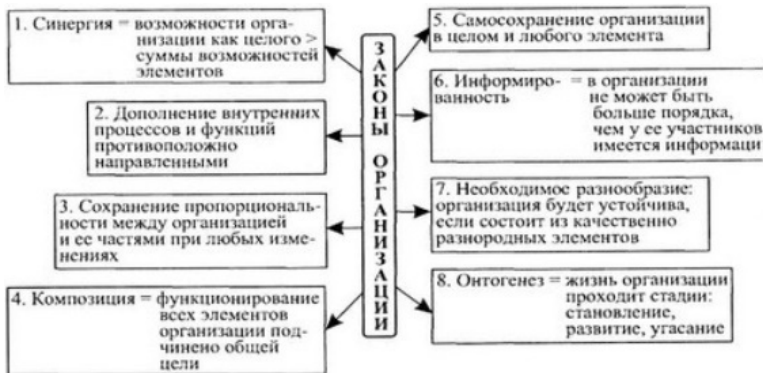 1. Синергия = возможности орга-
низации как целого >
суммы возможностей
элементов
2. Дополнение внутренних
процессов и функций
противоположно
направленными
3. Сохранение пропорциональ-
ности между организацией
и ее частями при любых изме-
нениях
4. Композиция = функционирование
всех элементов
организации под-
чинено общей
цели
ЗАКОНЫ ОРГАНИЗАЦИИ
5. Самосохранение организации
в целом и любого элемента
6. Информиро- = в организации
ванность не может быть
больше порядка,
чем у ее участников
имеется информаци
7. Необходимое разнообразие:
организация будет устойчива,
если состоит из качественно
разнородных элементов
8. Онтогенез = жизнь организации
проходит стадии:
становление,
развитие, угасание